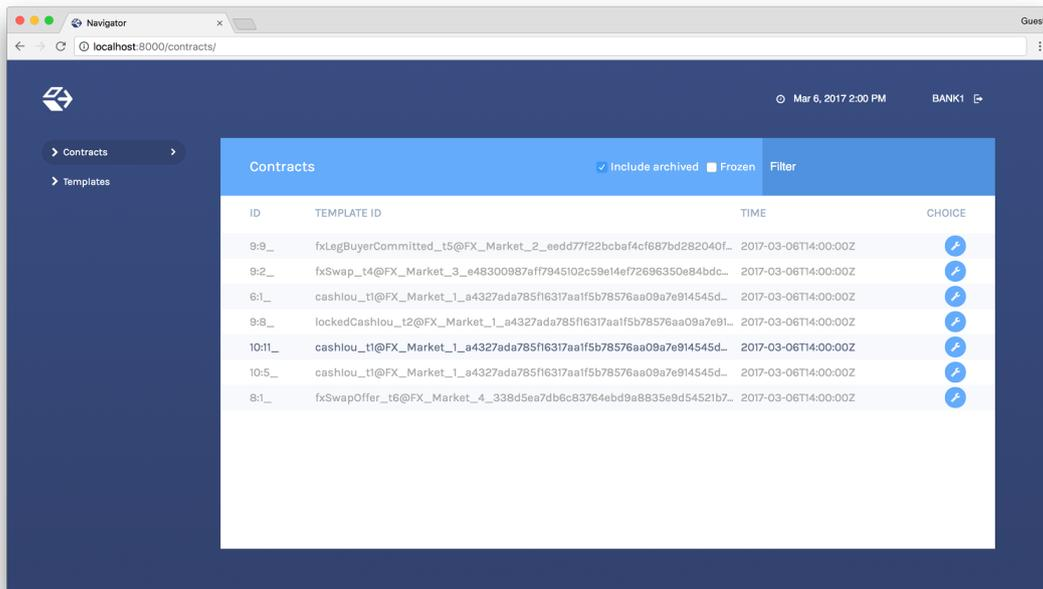 Navigator
Gues
localhost:8000/contracts/
Mar 6, 2017 2:00 PM BANK1
Contracts
Templates
Contracts Include archived Frozen Filter
ID TEMPLATE ID TIME CHOICE
9:9_ fxLegBuyerCommitted_t5@FX_Market_2_eedd77f22bcbaf4cf687bd282040f... 2017-03-06T14:00:00Z
9:2_ fxSwap_t4@FX_Market_3_e48300987aff7945102c59e14ef72696350e84bdc... 2017-03-06T14:00:00Z
6:1_ cashIou_t1@FX_Market_1_a4327ada785f16317aa1f5b78576aa09a7e914545d... 2017-03-06T14:00:00Z
9:8_ lockedCashIou_t2@FX_Market_1_a4327ada785f16317aa1f5b78576aa09a7e91... 2017-03-06T14:00:00Z
10:11_ cashIou_t1@FX_Market_1_a4327ada785f16317aa1f5b78576aa09a7e914545d... 2017-03-06T14:00:00Z
10:5_ cashIou_t1@FX_Market_1_a4327ada785f16317aa1f5b78576aa09a7e914545d... 2017-03-06T14:00:00Z
8:1_ fxSwapOffer_t6@FX_Market_4_338d5ea7db6c83764ebd9a8835e9d54521b7... 2017-03-06T14:00:00Z